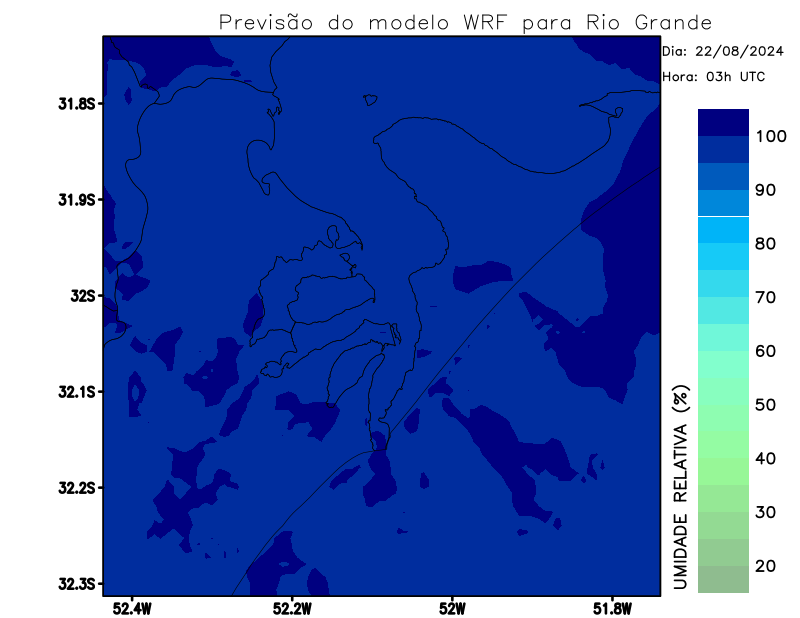 Previsão do modelo WRF para Rio Grande
Dia: 22/08/2024
Hora: 03h UTC
31.8S
31.9S
32S
32.1S
32.2S
32.3S
52.4W
52.2W
52W
51.8W
100
90
80
70
60
50
40
30
20
UMIDADE RELATIVA (%)